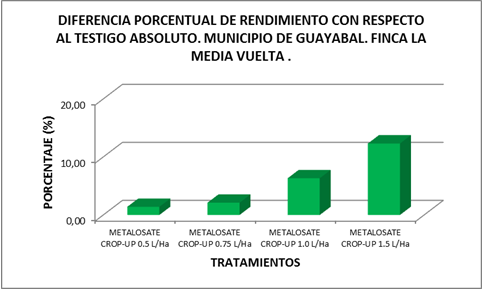 DIFERENCIA PORCENTUAL DE RENDIMIENTO CON RESPECTO
AL TESTIGO ABSOLUTO. MUNICIPIO DE GUAYABAL. FINCA LA
MEDIA VUELTA .
PORCENTAJE (%)
20,00
10,00
0,00
METALOSATE
CROP-UP 0.5 L/Ha
METALOSATE
CROP-UP 0.75 L/Ha
METALOSATE
CROP-UP 1.0 L/Ha
METALOSATE
CROP-UP 1.5 L/Ha
TRATAMIENTOS